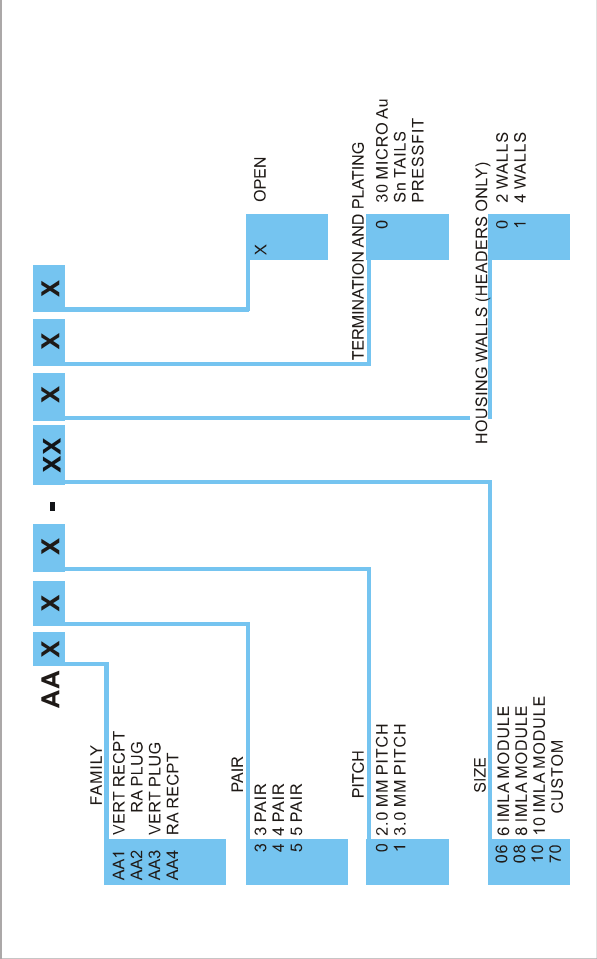 AA X X X - XX X X X
FAMILY
AA1 VERT RECPT
AA2 RA PLUG
AA3 VERT PLUG
AA4 RA RECPT
PAIR
3 3 PAIR
4 4 PAIR
5 5 PAIR
PITCH
0 2.0 MM PITCH
1 3.0 MM PITCH
SIZE
06 6 IMLA MODULE
08 8 IMLA MODULE
10 10 IMLA MODULE
70 CUSTOM
X OPEN
TERMINATION AND PLATING
0 30 MICRO Au
Sn TAILS
PRESSFIT
HOUSING WALLS (HEADERS ONLY)
0 2 WALLS
1 4 WALLS